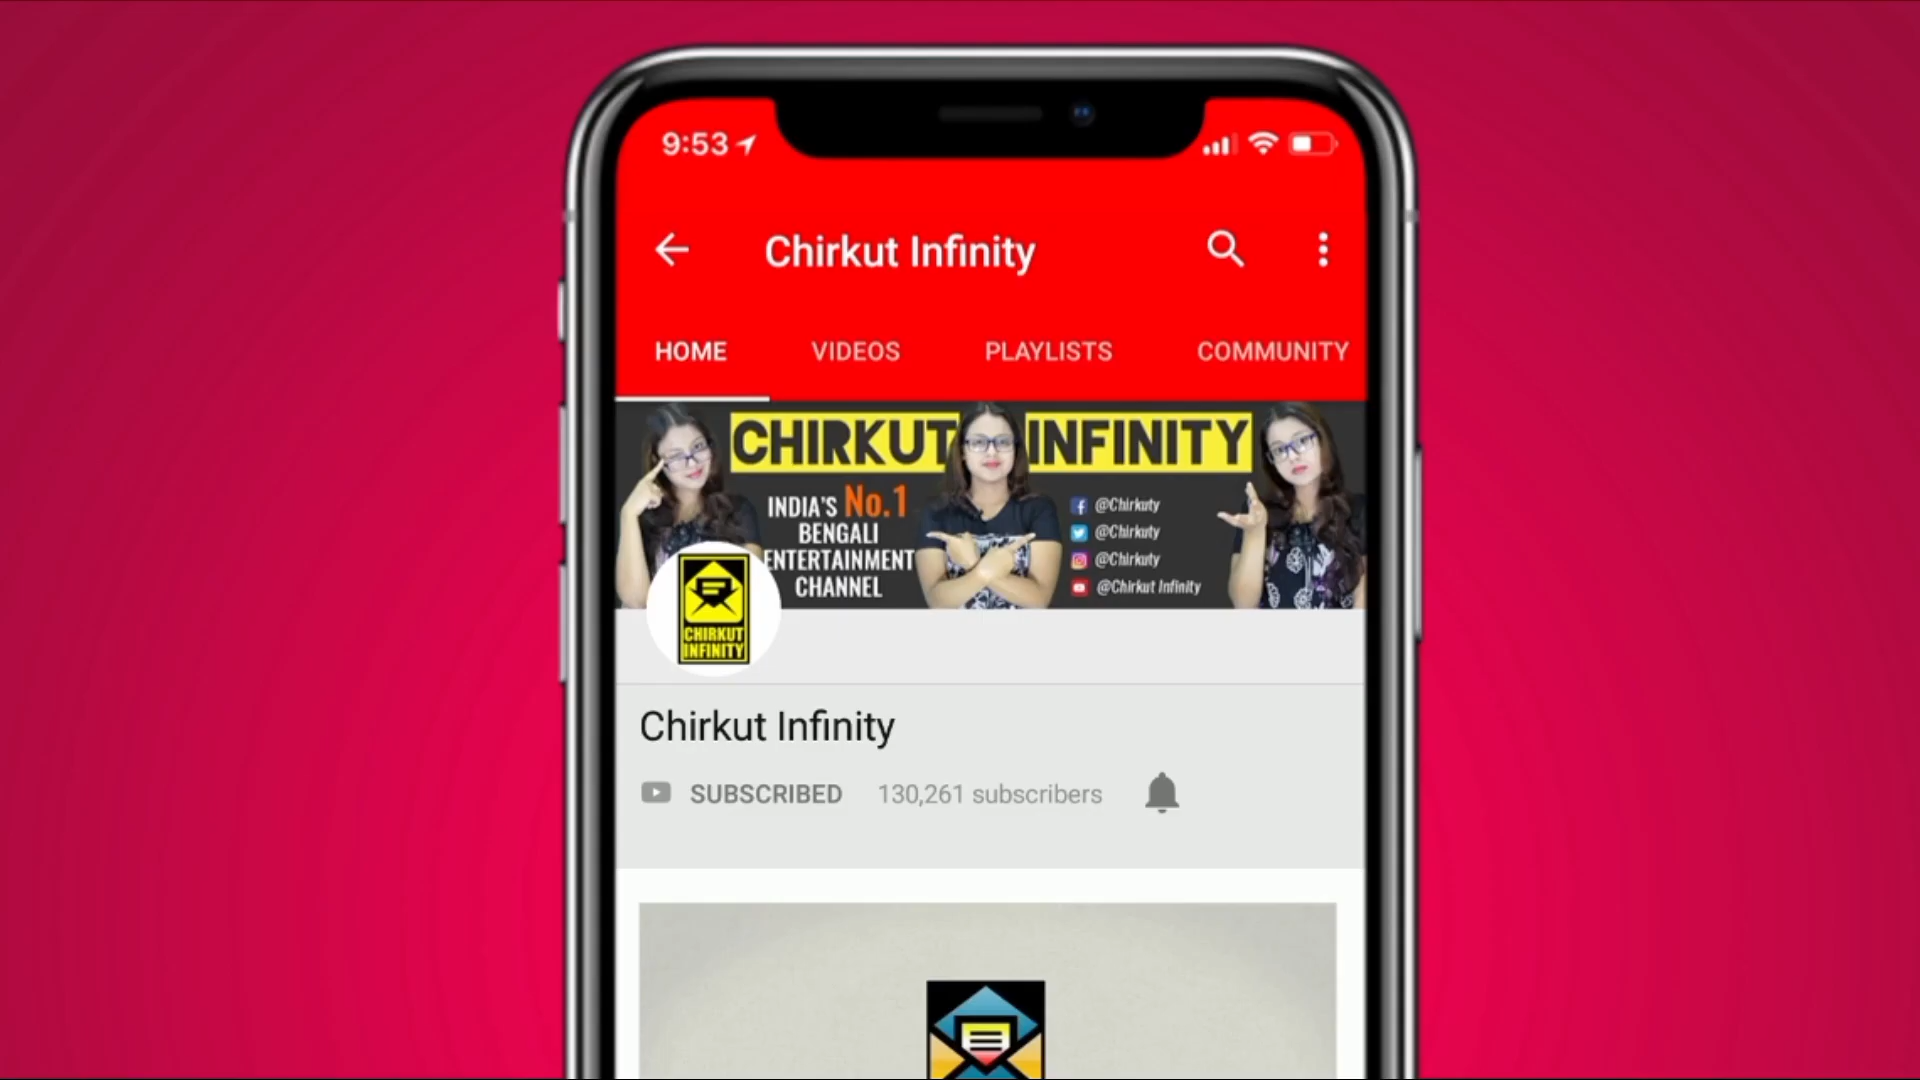 9:53
Chirkut Infinity
HOME VIDEOS PLAYLISTS COMMUNITY
CHIRKUT INFINITY
INDIA'S No.1
BENGALI
ENTERTAINMENT
CHANNEL
@Chirkuty
@Chirkuty
@Chirkuty
@Chirkut Infinity
CHIRKUT
INFINITY
Chirkut Infinity
SUBSCRIBED 130,261 subscribers